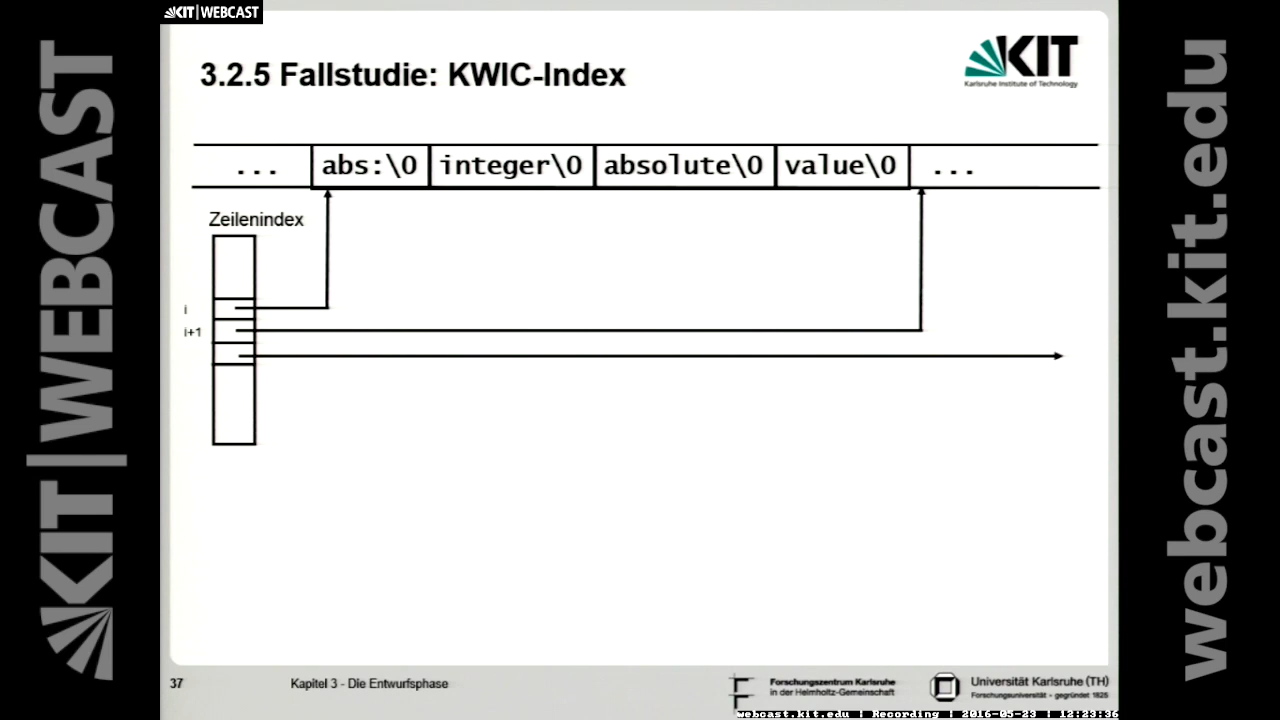 KIT|WEBCAST
KIT|WEBCAST
webcast.kit.edu
3.2.5 Fallstudie: KWIC-Index
KIT
Karlsruhe Institute of Technology
... abs:\0 integer\0 absolute\0 value\0 ...
Zeilenindex
i
i+1
37 Kapitel 3 - Die Entwurfsphase
Forschungszentrum Karlsruhe
in der Helmholtz-Gemeinschaft
Universität Karlsruhe (TH)
Forschungsuniversität • gegründet 1825
webcast.kit.edu | Recording | 2016-05-23 | 12:23:36